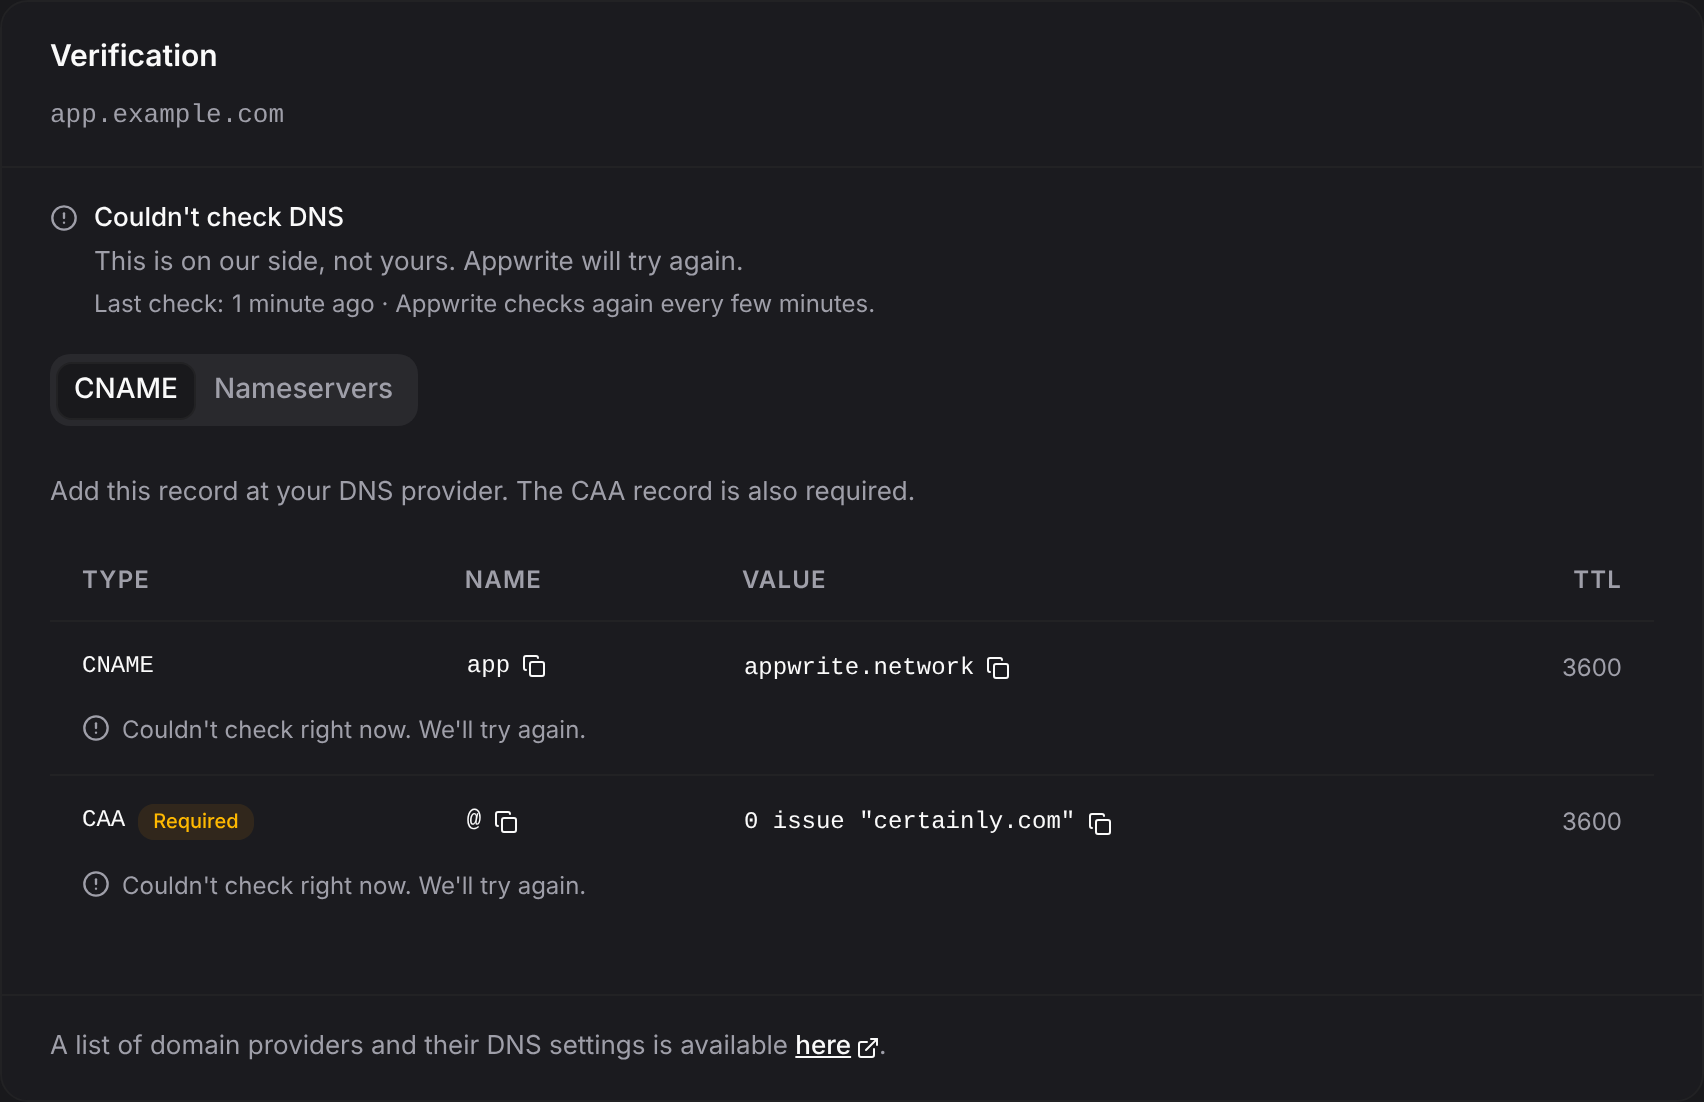 Verification
app.example.com
Couldn't check DNS
This is on our side, not yours. Appwrite will try again.
Last check: 1 minute ago · Appwrite checks again every few minutes.
CNAME Nameservers
Add this record at your DNS provider. The CAA record is also required.
TYPE NAME VALUE TTL
CNAME app appwrite.network 3600
Couldn't check right now. We'll try again.
CAA Required @ 0 issue "certainly.com" 3600
Couldn't check right now. We'll try again.
A list of domain providers and their DNS settings is available here.